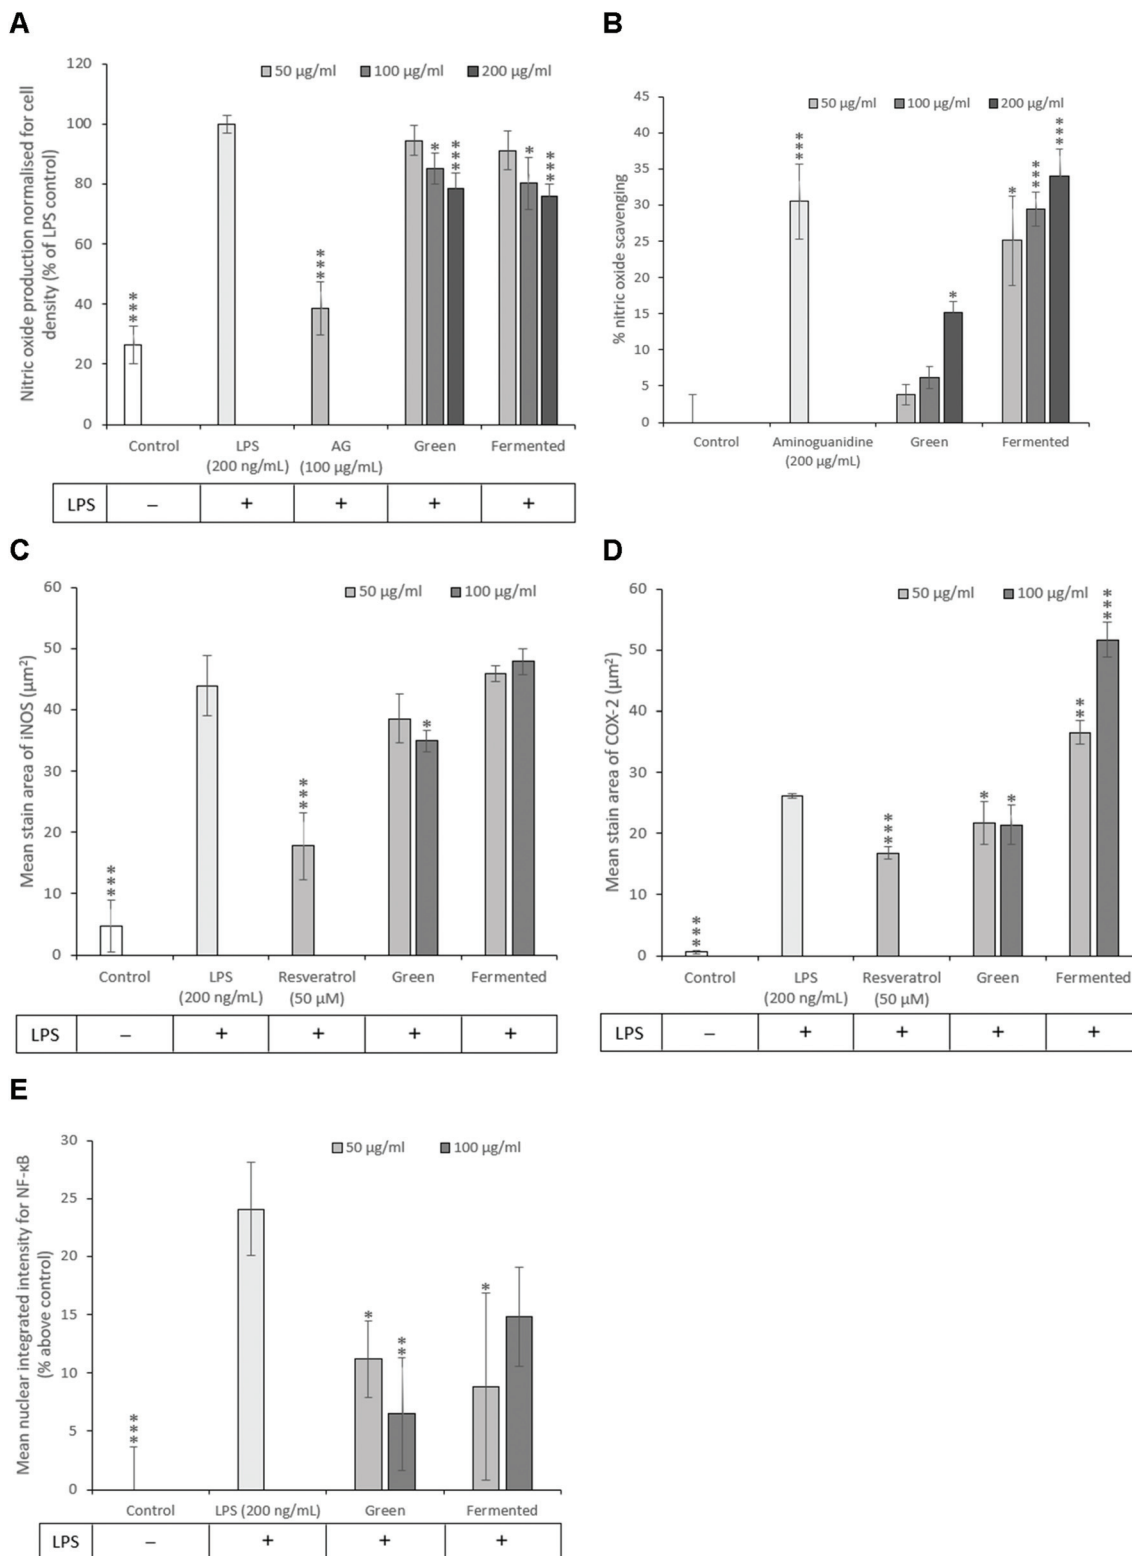 A
Nitric oxide production normalised for cell
density (% of LPS control)
50 µg/ml 100 µg/ml 200 µg/ml
120
100
80
60
40
20
0
***
***
*
***
*
***
Control LPS AG Green Fermented
(200 ng/mL) (100 µg/mL)
LPS – + + + +
B
% nitric oxide scavenging
50 µg/ml 100 µg/ml 200 µg/ml
45
40
35
30
25
20
15
10
5
0
***
*
*
***
***
Control Aminoguanidine Green Fermented
(200 µg/mL)
C
Mean stain area of iNOS (µm²)
50 µg/ml 100 µg/ml
60
50
40
30
20
10
0
***
***
*
Control LPS Resveratrol Green Fermented
(200 ng/mL) (50 µM)
LPS – + + + +
D
Mean stain area of COX-2 (µm²)
50 µg/ml 100 µg/ml
60
50
40
30
20
10
0
***
***
*
*
**
***
Control LPS Resveratrol Green Fermented
(200 ng/mL) (50 µM)
LPS – + + + +
E
Mean nuclear integrated intensity for NF-κB
(% above control)
50 µg/ml 100 µg/ml
30
25
20
15
10
5
0
***
*
**
*
Control LPS (200 ng/mL) Green Fermented
LPS – + + +